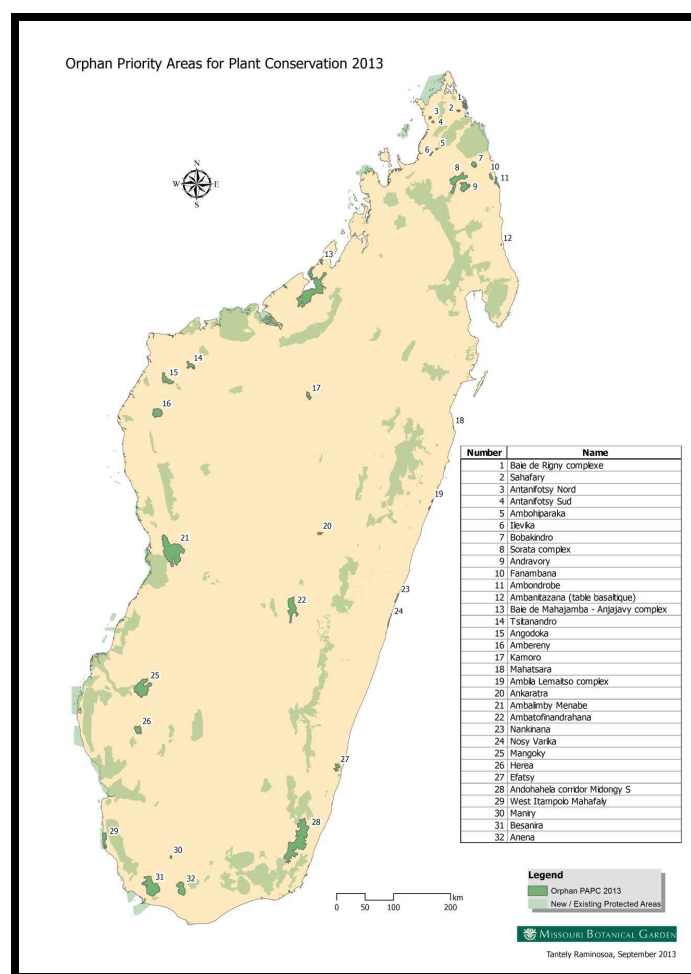 Orphan Priority Areas for Plant Conservation 2013
N
W E
S
1
2
3
4
5
6
7
8
9
10
11
12
13
14
15
16
17
18
19
20
21
22
23
24
25
26
27
28
29
30
31
32
Number Name
1 Baie de Rigny complexe
2 Sahafary
3 Antanifotsy Nord
4 Antanifotsy Sud
5 Ambohiparaka
6 Ilevika
7 Bobakindro
8 Sorata complex
9 Andravory
10 Fanambana
11 Ambondrobe
12 Ambanitazana (table basaltique)
13 Baie de Mahajamba - Anjajavy complex
14 Tsitanandro
15 Angodoka
16 Ambereny
17 Kamoro
18 Mahatsara
19 Ambila Lemaitso complex
20 Ankaratra
21 Ambalimby Menabe
22 Ambatofinandrahana
23 Nankinana
24 Nosy Varika
25 Mangoky
26 Herea
27 Efatsy
28 Andohahela corridor Midongy S
29 West Itampolo Mahafaly
30 Maniry
31 Besanira
32 Anena
Legend
Orphan PAPC 2013
New / Existing Protected Areas
km
0 50 100 200
MISSOURI BOTANICAL GARDEN
Tantely Raminosoa, September 2013